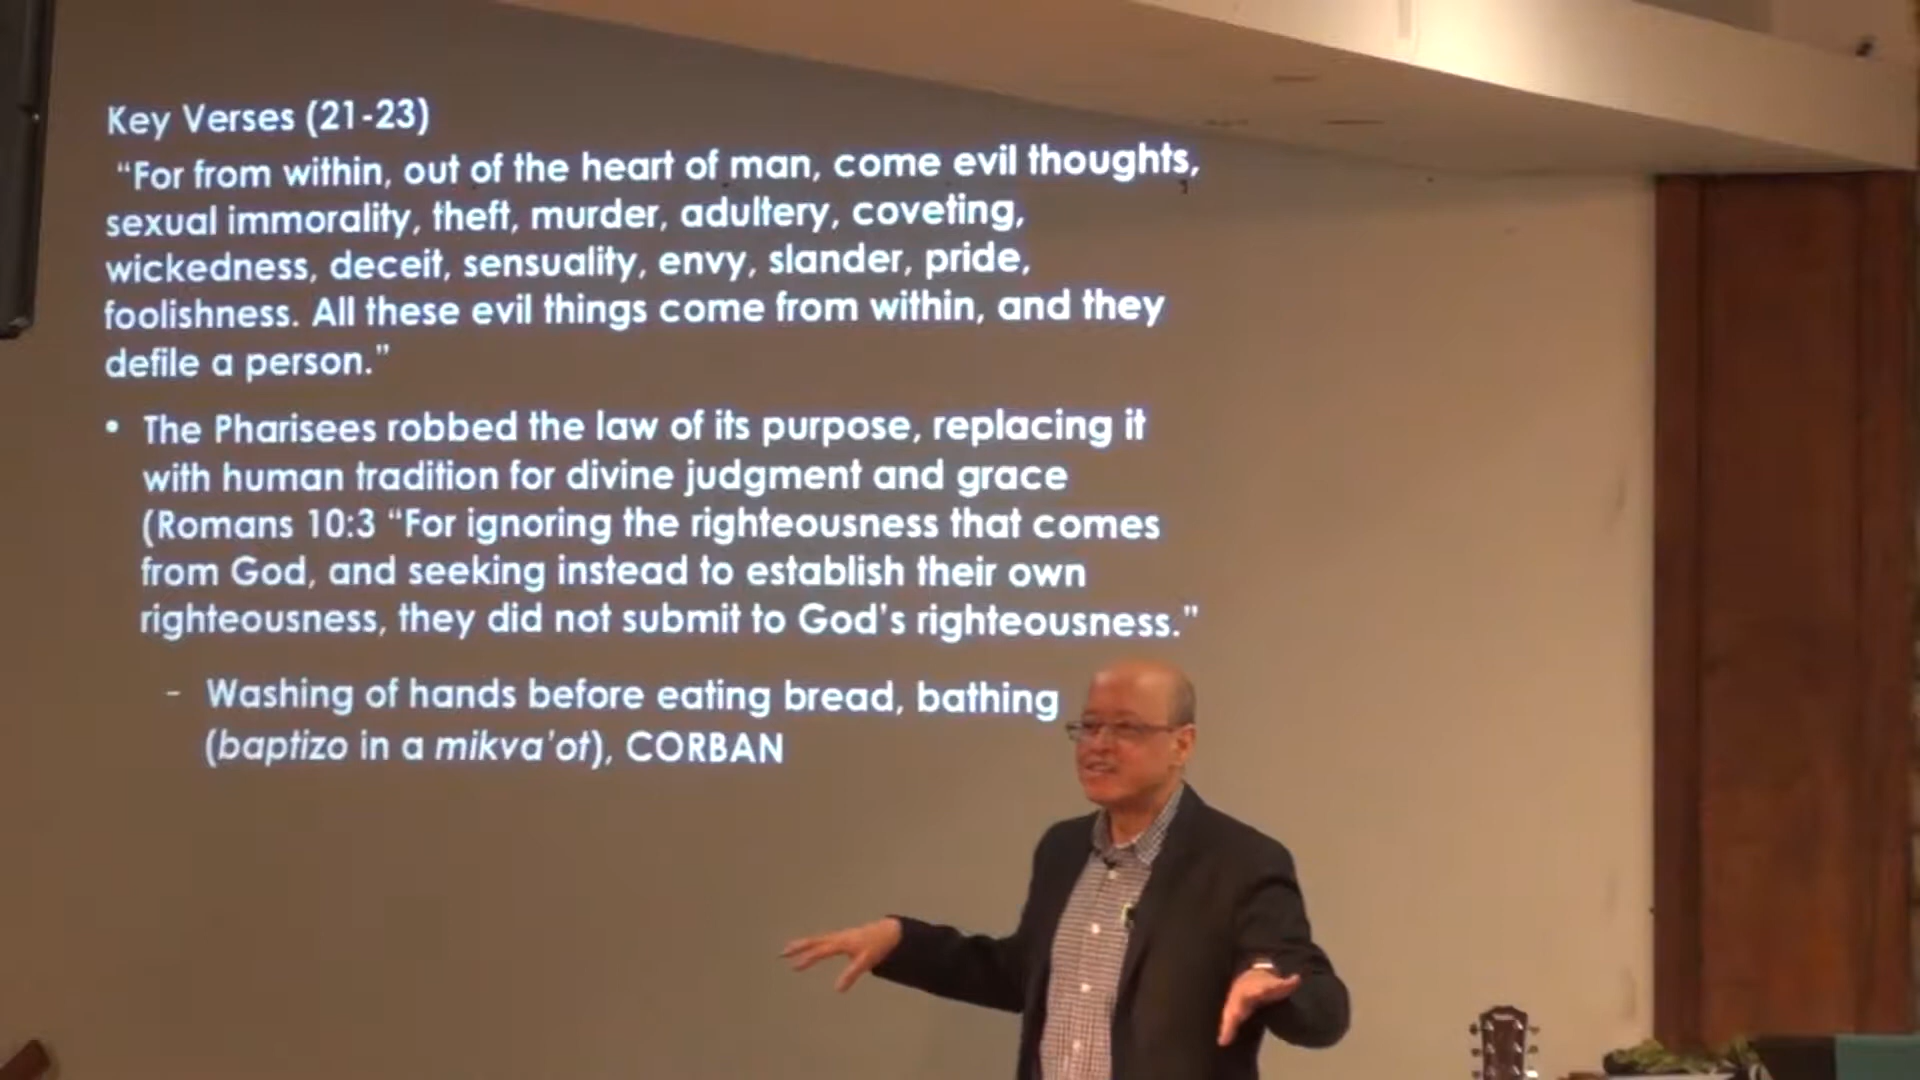 Key Verses (21-23)
“For from within, out of the heart of man, come evil thoughts,
sexual immorality, theft, murder, adultery, coveting,
wickedness, deceit, sensuality, envy, slander, pride,
foolishness. All these evil things come from within, and they
defile a person.”
• The Pharisees robbed the law of its purpose, replacing it
with human tradition for divine judgment and grace
(Romans 10:3 “For ignoring the righteousness that comes
from God, and seeking instead to establish their own
righteousness, they did not submit to God’s righteousness.”
- Washing of hands before eating bread, bathing
(baptizo in a mikva’ot), CORBAN